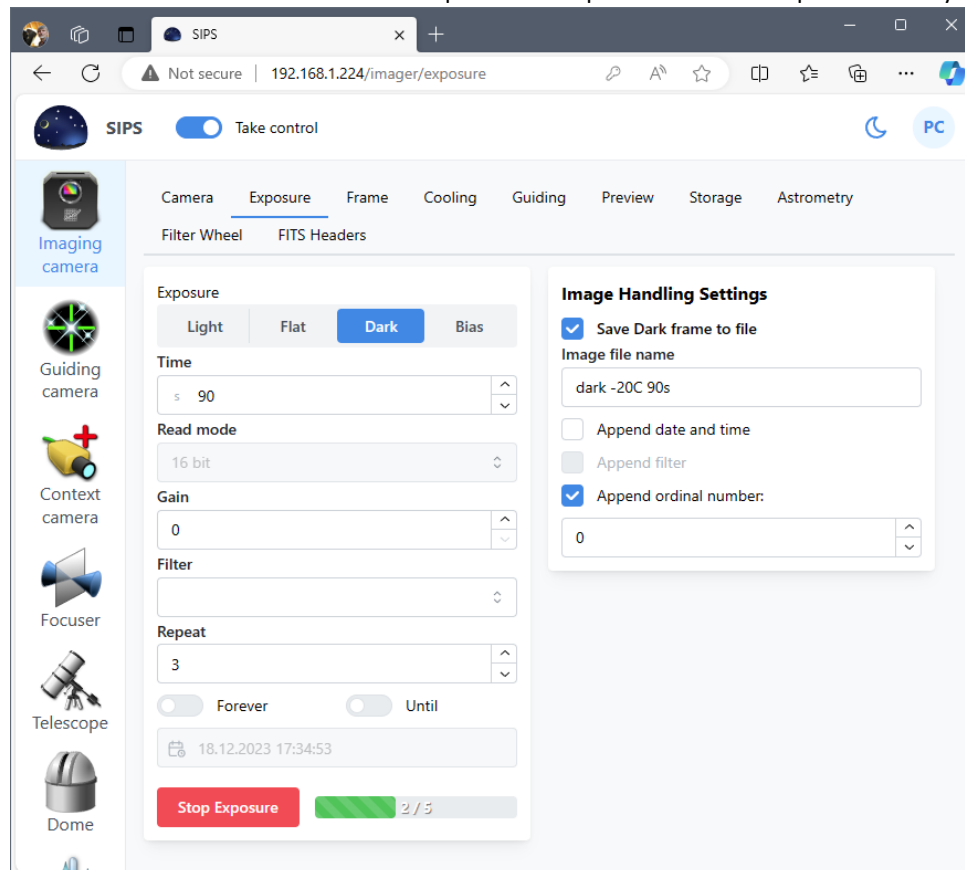 SIPS
Not secure | 192.168.1.224/imager/exposure
SIPS Take control PC
Imaging camera
Guiding camera
Context camera
Focuser
Telescope
Dome
Camera Exposure Frame Cooling Guiding Preview Storage Astrometry
Filter Wheel FITS Headers
Exposure
Light Flat Dark Bias
Time
s 90
Read mode
16 bit
Gain
0
Filter
Repeat
3
Forever Until
18.12.2023 17:34:53
Stop Exposure 2 / 5
Image Handling Settings
Save Dark frame to file
Image file name
dark -20C 90s
Append date and time
Append filter
Append ordinal number:
0